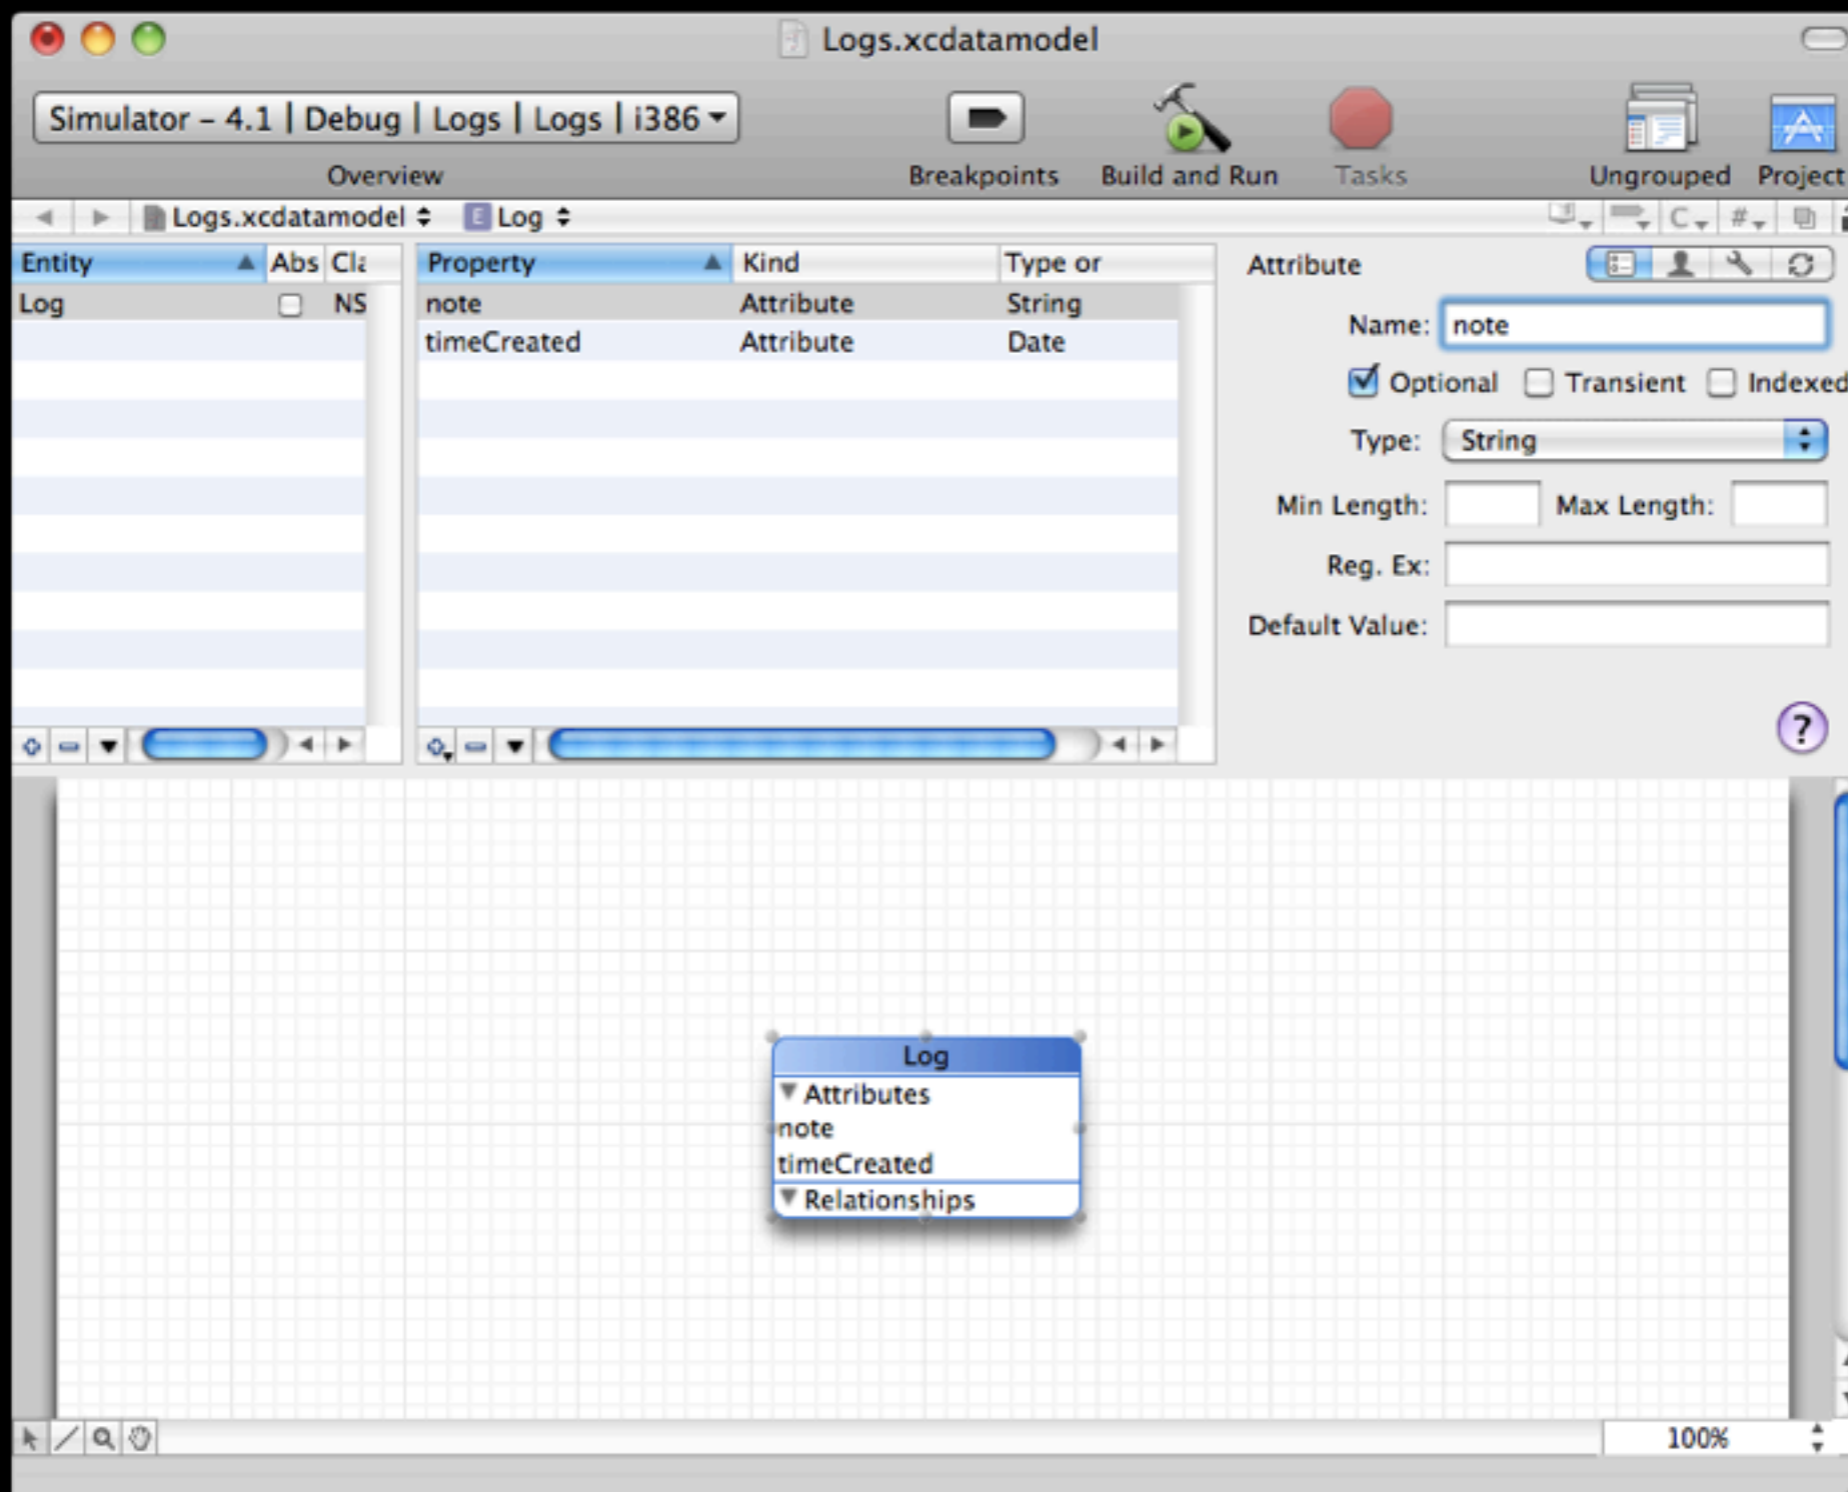 Logs.xcdatamodel
Simulator – 4.1 | Debug | Logs | Logs | i386
Overview
Breakpoints
Build and Run
Tasks
Ungrouped
Project
Logs.xcdatamodel
E Log
C
#
Entity
Abs
Cla
Log
NS
Property
Kind
Type or
note
Attribute
String
timeCreated
Attribute
Date
Attribute
Name: note
Optional
Transient
Indexed
Type: String
Min Length:
Max Length:
Reg. Ex:
Default Value:
?
Log
Attributes
note
timeCreated
Relationships
100%